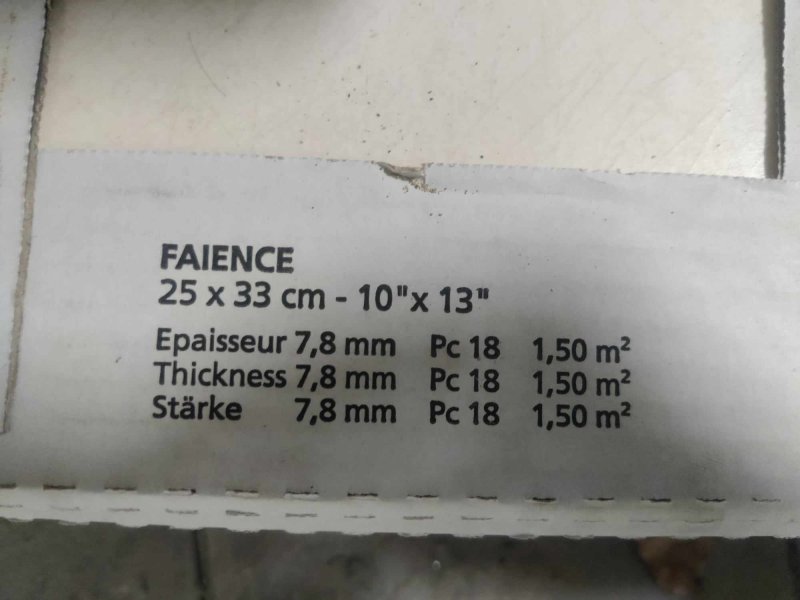 FAIENCE
25 x 33 cm - 10"x 13"
Epaisseur 7,8 mm Pc 18 1,50 m²
Thickness 7,8 mm Pc 18 1,50 m²
Stärke 7,8 mm Pc 18 1,50 m²